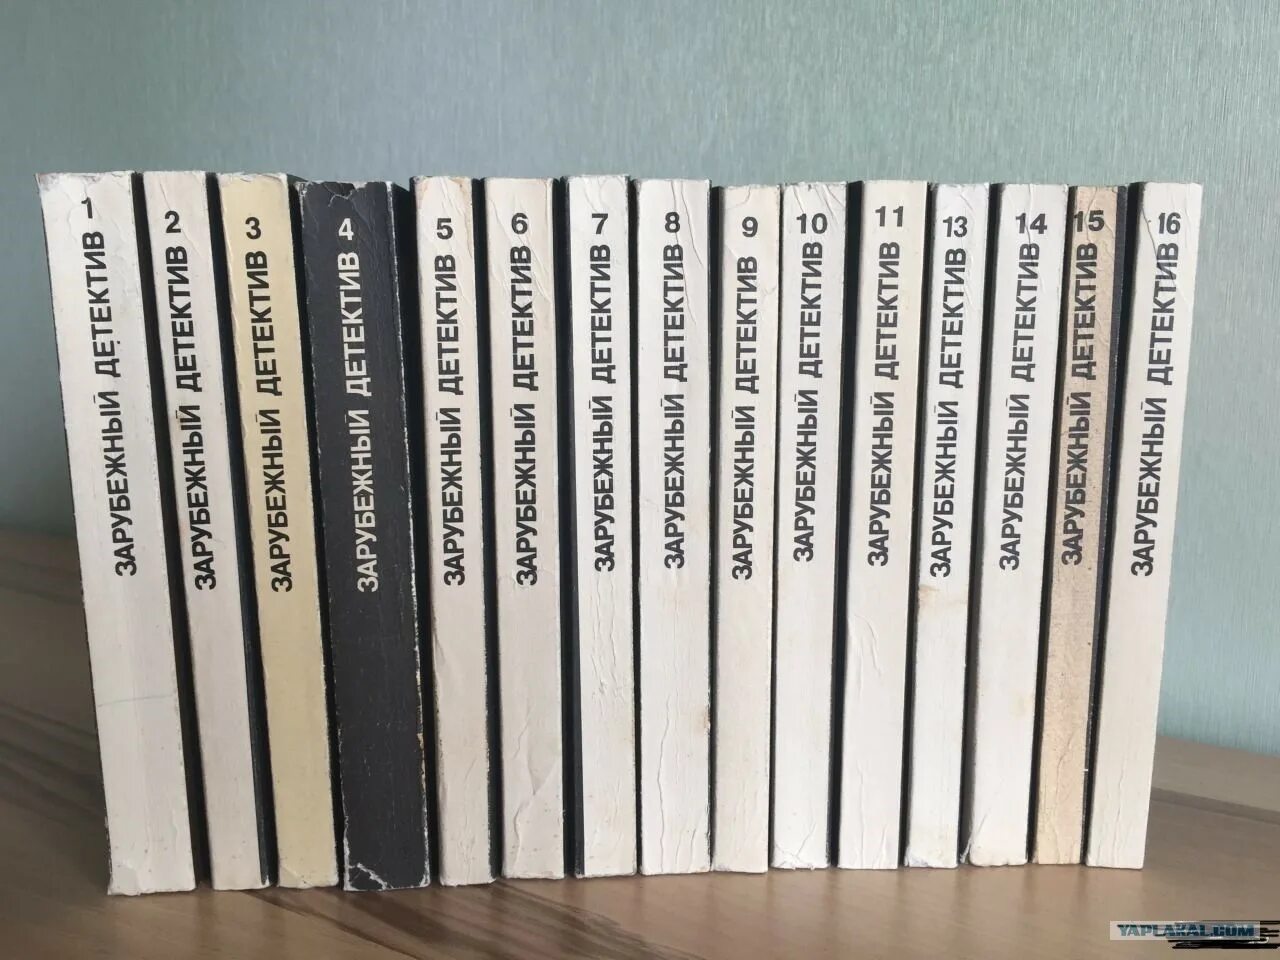 1 ЗАРУБЕЖНЫЙ ДЕТЕКТИВ
2 ЗАРУБЕЖНЫЙ ДЕТЕКТИВ
3 ЗАРУБЕЖНЫЙ ДЕТЕКТИВ
4 ЗАРУБЕЖНЫЙ ДЕТЕКТИВ
5 ЗАРУБЕЖНЫЙ ДЕТЕКТИВ
6 ЗАРУБЕЖНЫЙ ДЕТЕКТИВ
7 ЗАРУБЕЖНЫЙ ДЕТЕКТИВ
8 ЗАРУБЕЖНЫЙ ДЕТЕКТИВ
9 ЗАРУБЕЖНЫЙ ДЕТЕКТИВ
10 ЗАРУБЕЖНЫЙ ДЕТЕКТИВ
11 ЗАРУБЕЖНЫЙ ДЕТЕКТИВ
13 ЗАРУБЕЖНЫЙ ДЕТЕКТИВ
14 ЗАРУБЕЖНЫЙ ДЕТЕКТИВ
15 ЗАРУБЕЖНЫЙ ДЕТЕКТИВ
16 ЗАРУБЕЖНЫЙ ДЕТЕКТИВ
YAPLAKAL.COM